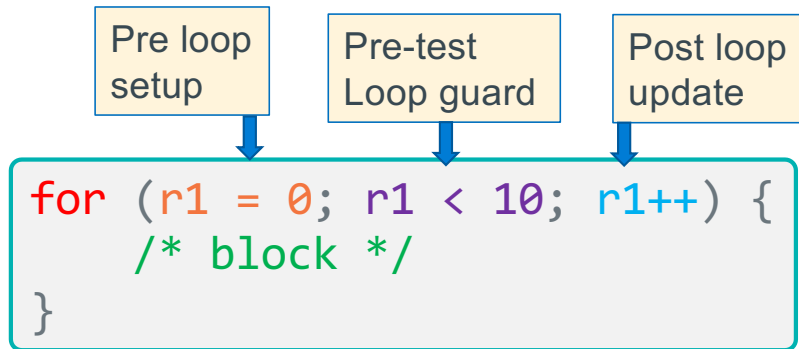 Pre loop
setup
Pre-test
Loop guard
Post loop
update
for (r1 = 0; r1 < 10; r1++) {
    /* block */
}